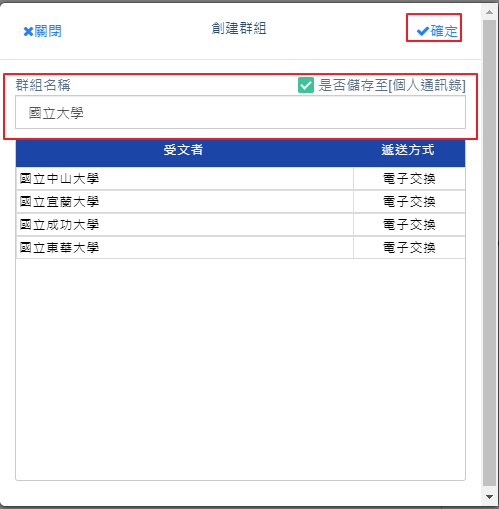 關閉
創建群組
確定
群組名稱
是否儲存至[個人通訊錄]
國立大學
受文者 遞送方式
國立中山大學 電子交換
國立宜蘭大學 電子交換
國立成功大學 電子交換
國立東華大學 電子交換